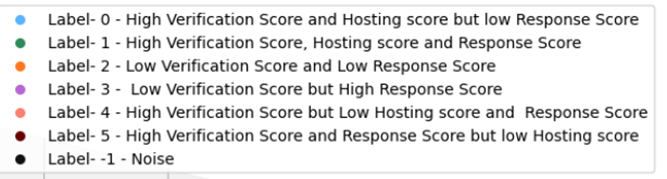 Label- 0 - High Verification Score and Hosting score but low Response Score
Label- 1 - High Verification Score, Hosting score and Response Score
Label- 2 - Low Verification Score and Low Response Score
Label- 3 -  Low Verification Score but High Response Score
Label- 4 - High Verification Score but Low Hosting score and  Response Score
Label- 5 - High Verification Score and Response Score but low Hosting score
Label- -1 - Noise